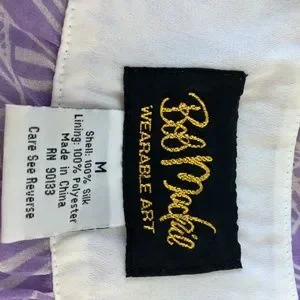 Bob Mackie
WEARABLE ART
M
Shell: 100% Silk
Lining: 100% Polyester
Made in China
RN 90133
Care See Reverse